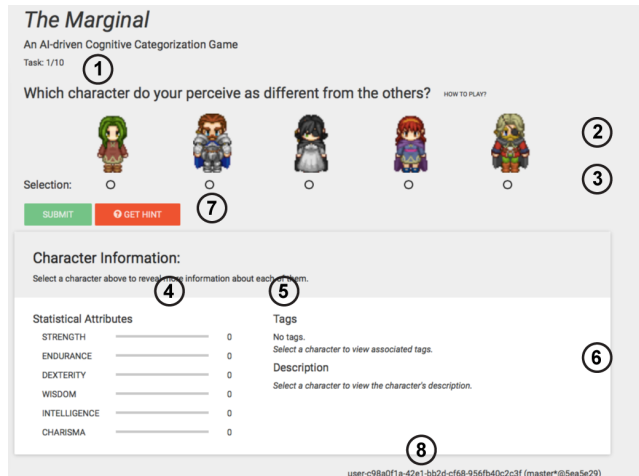 The Marginal
An AI-driven Cognitive Categorization Game
Task: 1/10
1
Which character do your perceive as different from the others? HOW TO PLAY?
2
Selection:
3
SUBMIT
GET HINT
7
Character Information:
Select a character above to reveal more information about each of them.
4
5
Statistical Attributes
STRENGTH 0
ENDURANCE 0
DEXTERITY 0
WISDOM 0
INTELLIGENCE 0
CHARISMA 0
Tags
No tags.
Select a character to view associated tags.
Description
Select a character to view the character's description.
6
8
user-c98a0f1a-42e1-bb2d-cf68-956fb40c2c3f (master*@5ea5e29)